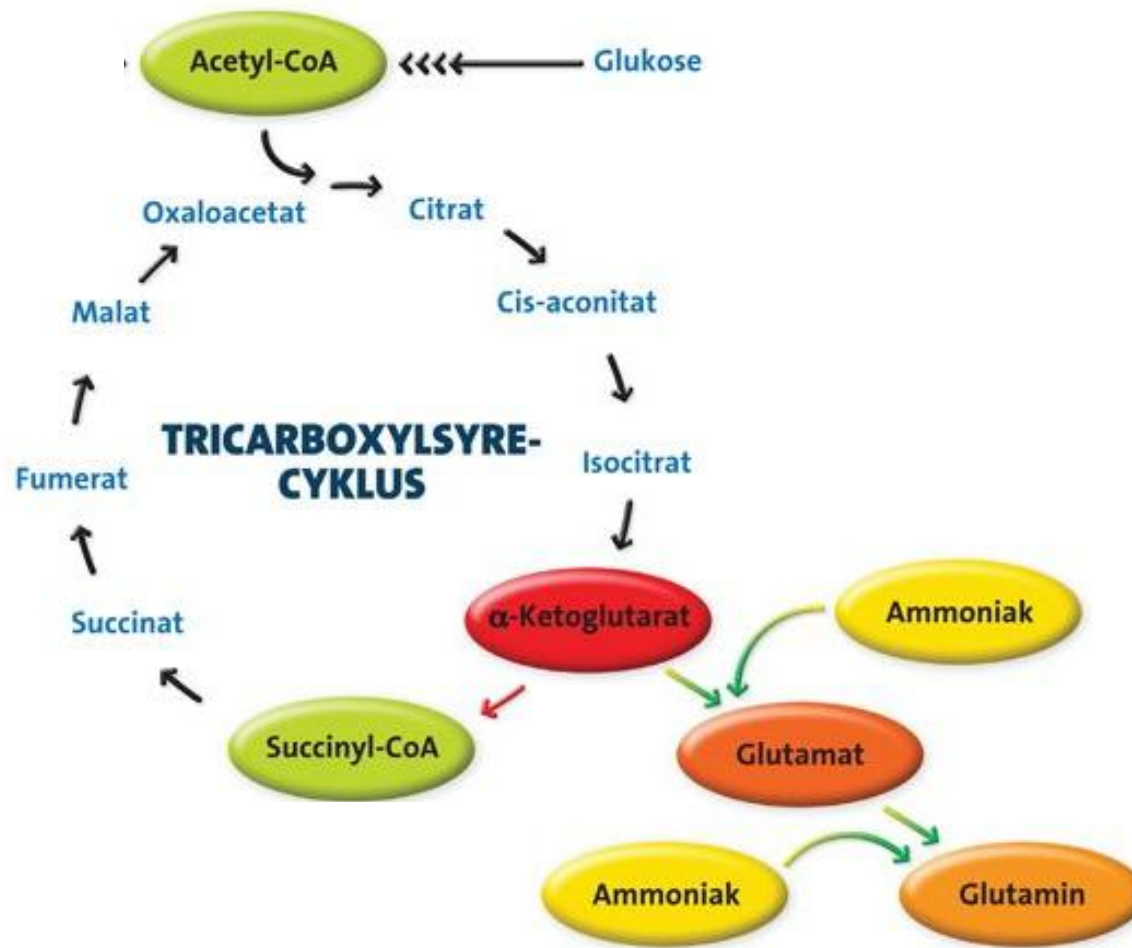 Acetyl-CoA
Glukose
Oxaloacetat
Citrat
Malat
Cis-aconitat
TRICARBOXYLSYRE-
CYKLUS
Fumerat
Isocitrat
Succinat
α-Ketoglutarat
Ammoniak
Succinyl-CoA
Glutamat
Ammoniak
Glutamin